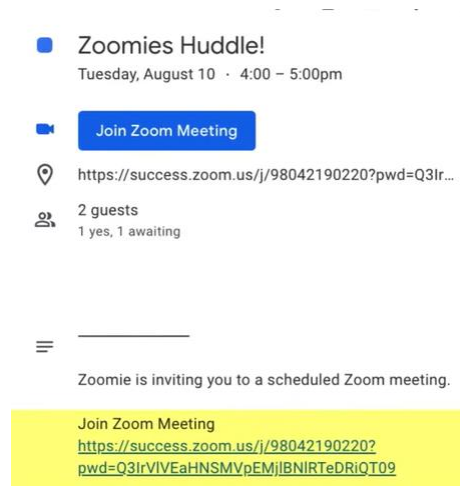 Zoomies Huddle!
Tuesday, August 10 · 4:00 – 5:00pm
Join Zoom Meeting
https://success.zoom.us/j/98042190220?pwd=Q3Ir...
2 guests
1 yes, 1 awaiting
Zoomie is inviting you to a scheduled Zoom meeting.
Join Zoom Meeting
https://success.zoom.us/j/98042190220?
pwd=Q3IrVlVEaHNSMVpEMjlBNlRTeDRiQT09